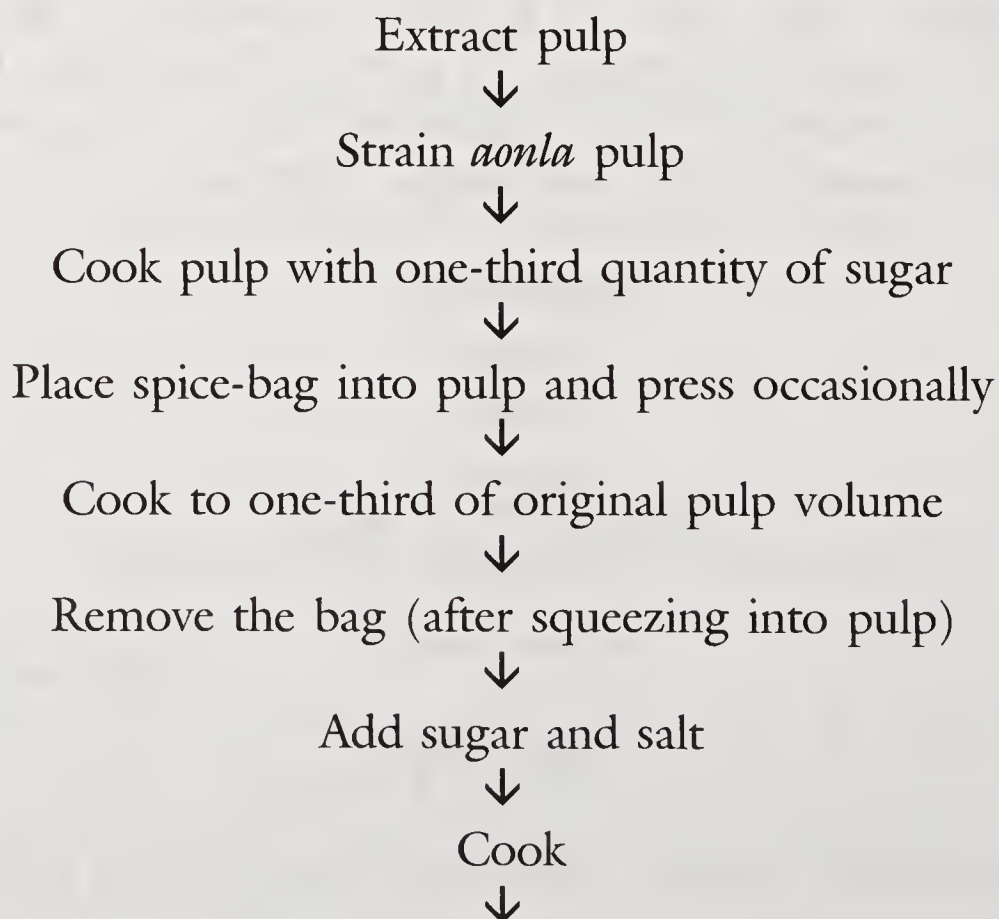 Extract pulp
↓
Strain aonla pulp
↓
Cook pulp with one-third quantity of sugar
↓
Place spice-bag into pulp and press occasionally
↓
Cook to one-third of original pulp volume
↓
Remove the bag (after squeezing into pulp)
↓
Add sugar and salt
↓
Cook
↓